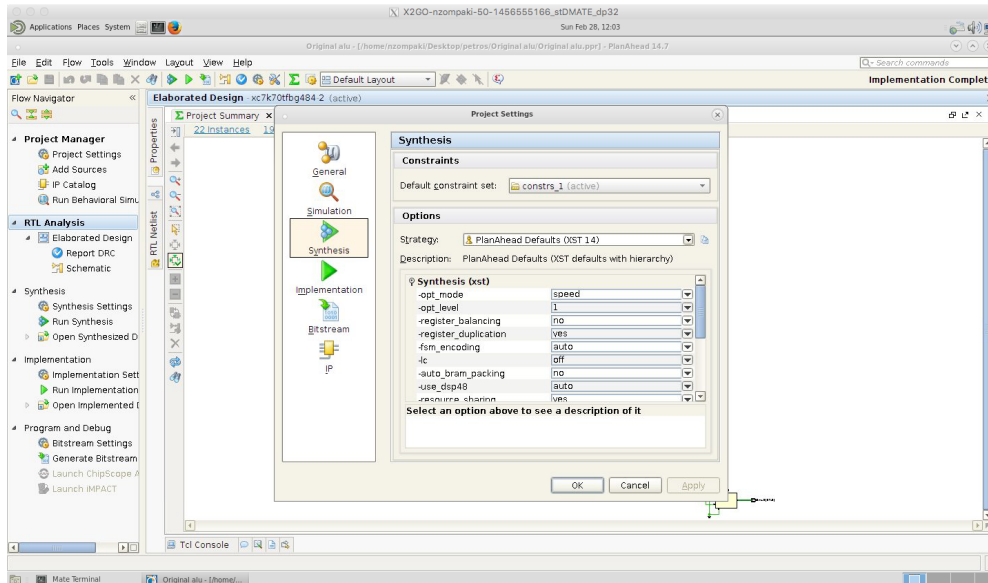 X2GO-nzompaki-50-1456555166_stDMATE_dp32
Applications Places System
Sun Feb 28, 12:03
Original alu - [/home/nzompaki/Desktop/petros/Original alu/Original alu.ppr] - PlanAhead 14.7
File Edit Flow Tools Window Layout View Help
Q- Search commands
Default Layout
Implementation Complet
Flow Navigator
Elaborated Design - xc7k70tfbg484-2 (active)
Project Summary
22 Instances 19
Project Manager
Project Settings
Add Sources
IP Catalog
Run Behavioral Simu
RTL Analysis
Elaborated Design
Report DRC
Schematic
Synthesis
Synthesis Settings
Run Synthesis
Open Synthesized D
Implementation
Implementation Sett
Run Implementation
Open Implemented
Program and Debug
Bitstream Settings
Generate Bitstream
Launch ChipScope A
Launch iMPACT
Properties
RTL Netlist
Project Settings
General
Simulation
Synthesis
Implementation
Bitstream
IP
Synthesis
Constraints
Default constraint set: constrs_1 (active)
Options
Strategy: PlanAhead Defaults (XST 14)
Description: PlanAhead Defaults (XST defaults with hierarchy)
Synthesis (xst)
-opt_mode speed
-opt_level 1
-register_balancing no
-register_duplication yes
-fsm_encoding auto
-lc off
-auto_bram_packing no
-use_dsp48 auto
-resource_sharing yes
Select an option above to see a description of it
OK Cancel Apply
Tcl Console
Mate Terminal
Original alu - [/home/...